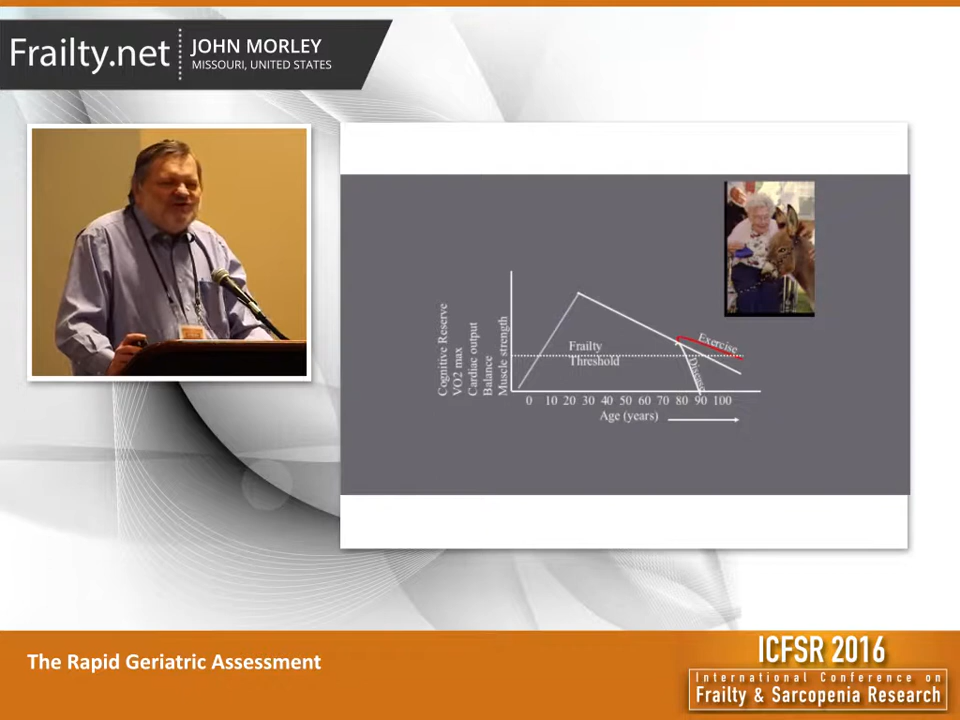 Frailty.net
JOHN MORLEY
MISSOURI, UNITED STATES
Cognitive Reserve
VO2 max
Cardiac output
Balance
Muscle strength
Frailty
Threshold
Exercise
Disease
0 10 20 30 40 50 60 70 80 90 100
Age (years)
The Rapid Geriatric Assessment
ICFSR 2016
International Conference on
Frailty & Sarcopenia Research